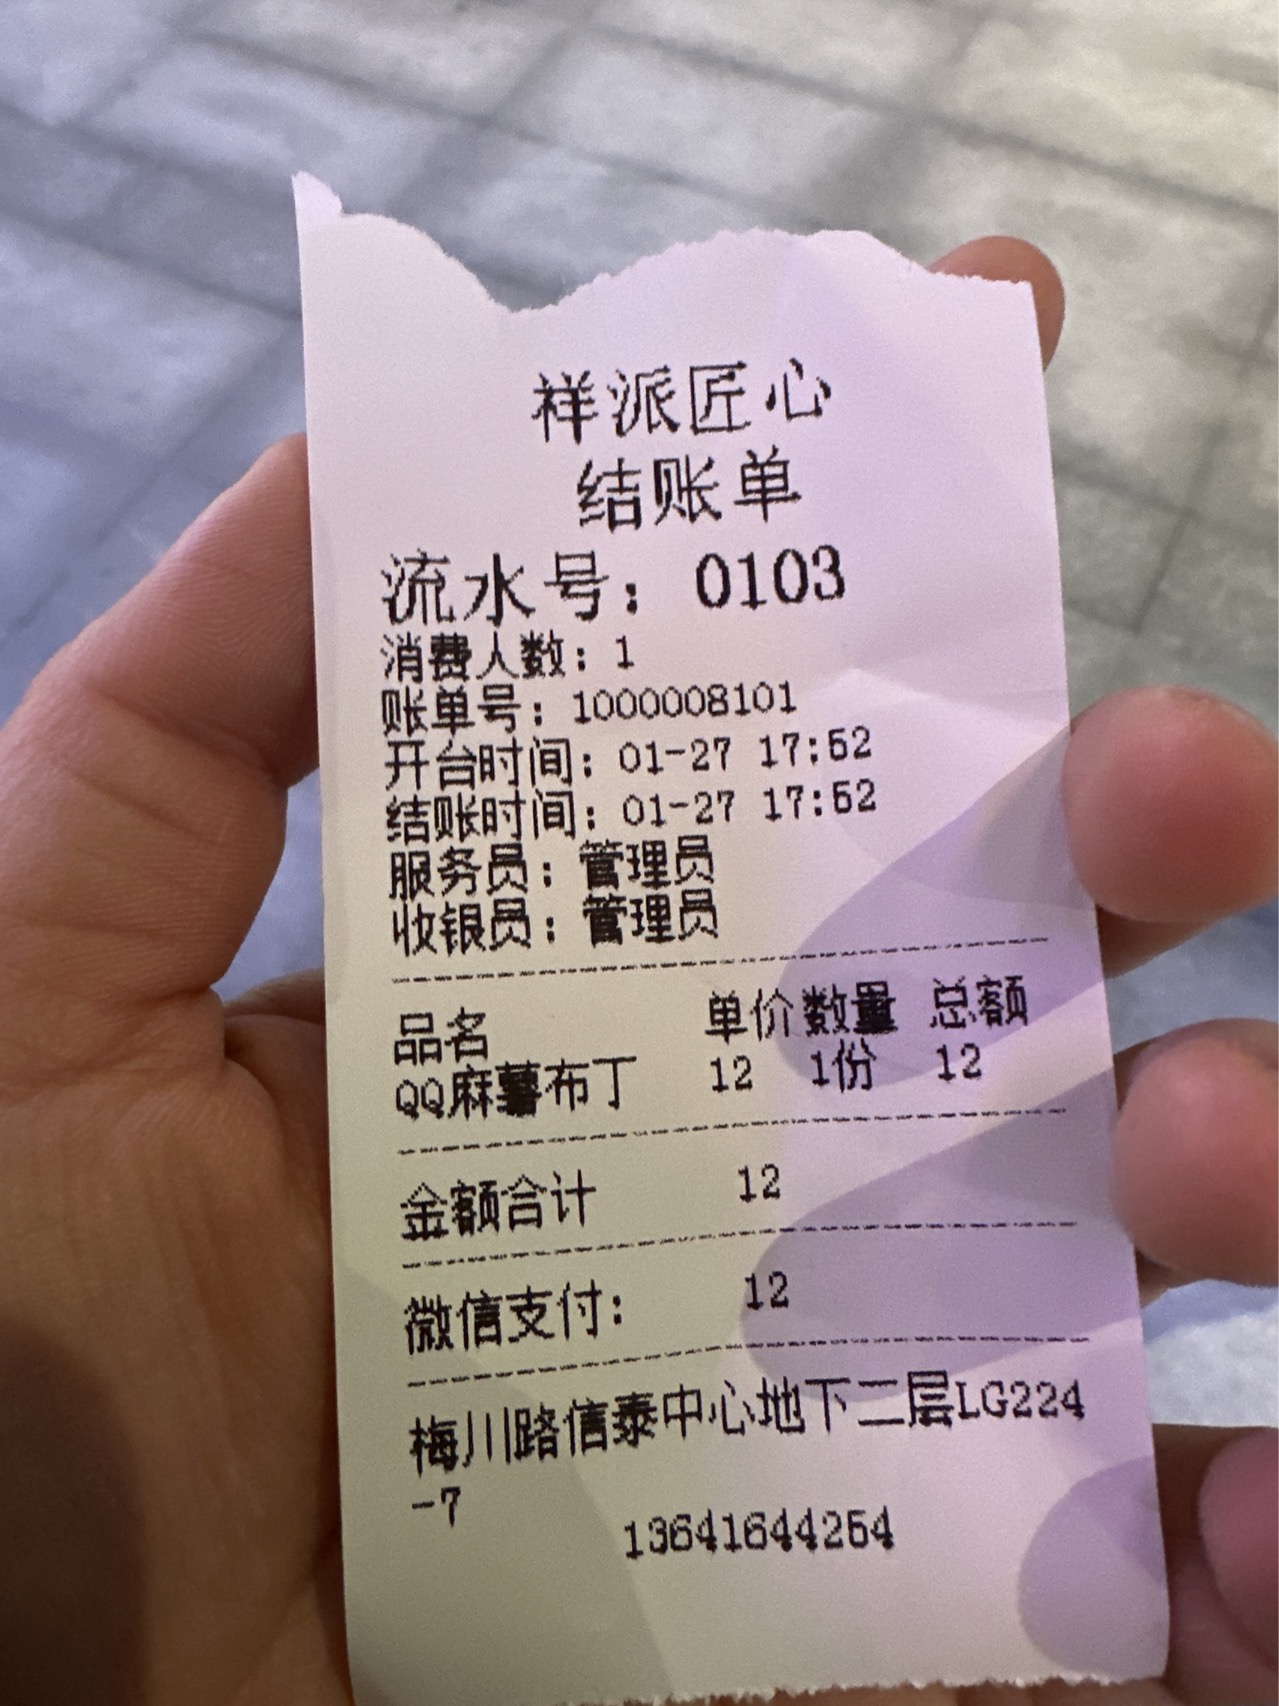 祥派匠心
结账单
流水号：0103
消费人数：1
账单号：1000008101
开台时间：01-27 17:52
结账时间：01-27 17:52
服务员：管理员
收银员：管理员
品名 单价 数量 总额
QQ麻薯布丁 12 1份 12
金额合计 12
微信支付： 12
梅川路信泰中心地下二层LG224
-7
13641644254